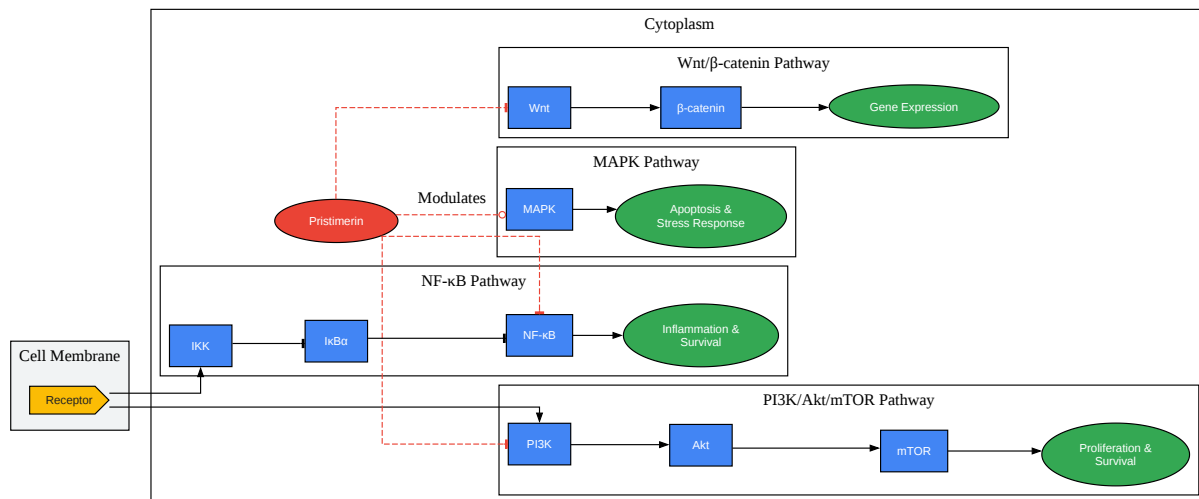 Cytoplasm
Wnt/β-catenin Pathway
Wnt
β-catenin
Gene Expression
MAPK Pathway
Modulates
MAPK
Apoptosis &
Stress Response
Pristimerin
NF-κB Pathway
IKK
IκBα
NF-κB
Inflammation &
Survival
Cell Membrane
Receptor
PI3K/Akt/mTOR Pathway
PI3K
Akt
mTOR
Proliferation &
Survival